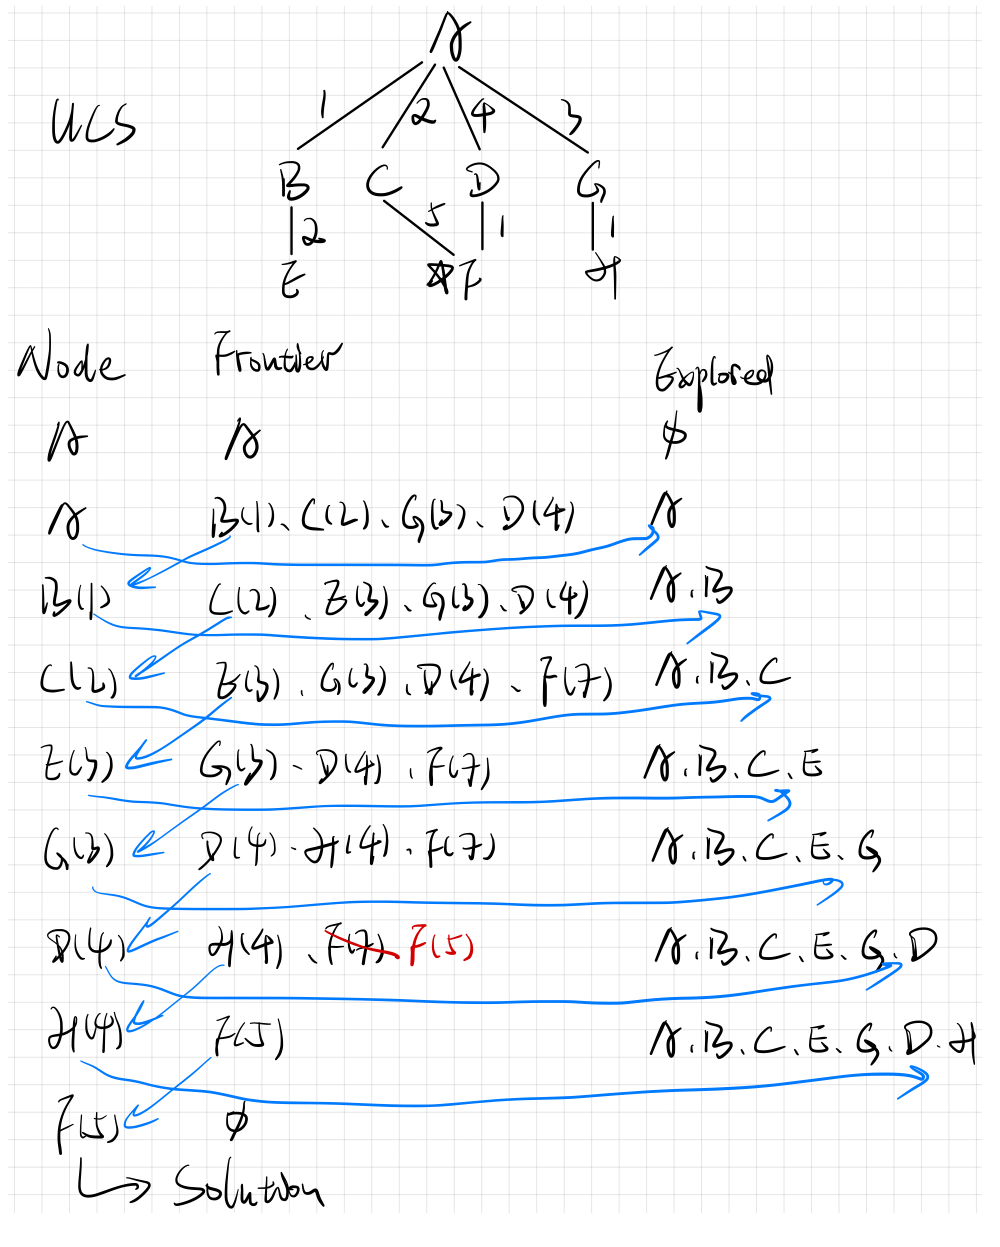 A
UCS
1 2 4 3
B C D G
2 5 1 1
E ☆F H
Node Frontier Explored
A A ϕ
A B(1)、C(2)、G(3)、D(4) A
B(1) C(2)、E(3)、G(3)、D(4) A.B
C(2) E(3)、G(3)、D(4)、F(7) A.B.C
E(3) G(3)、D(4)、F(7) A.B.C.E
G(3) D(4)、H(4)、F(7) A.B.C.E.G
D(4) H(4)、F(7) F(5) A.B.C.E.G.D
H(4) F(5) A.B.C.E.G.D.H
F(5) ϕ
Solution